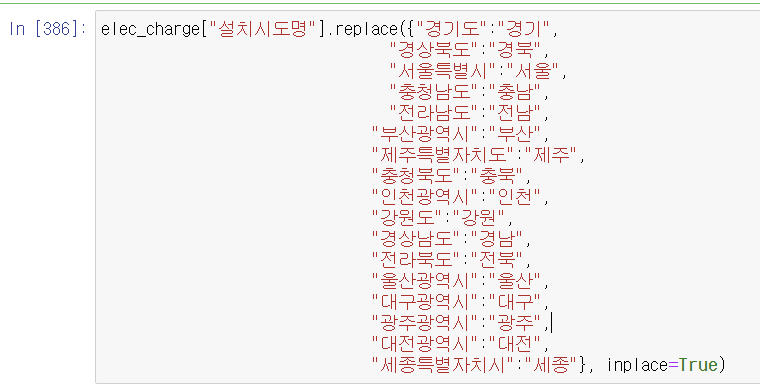 In [386]: elec_charge["설치시도명"].replace({"경기도":"경기",
"경상북도":"경북",
"서울특별시":"서울",
"충청남도":"충남",
"전라남도":"전남",
"부산광역시":"부산",
"제주특별자치도":"제주",
"충청북도":"충북",
"인천광역시":"인천",
"강원도":"강원",
"경상남도":"경남",
"전라북도":"전북",
"울산광역시":"울산",
"대구광역시":"대구",
"광주광역시":"광주",
"대전광역시":"대전",
"세종특별자치시":"세종"}, inplace=True)